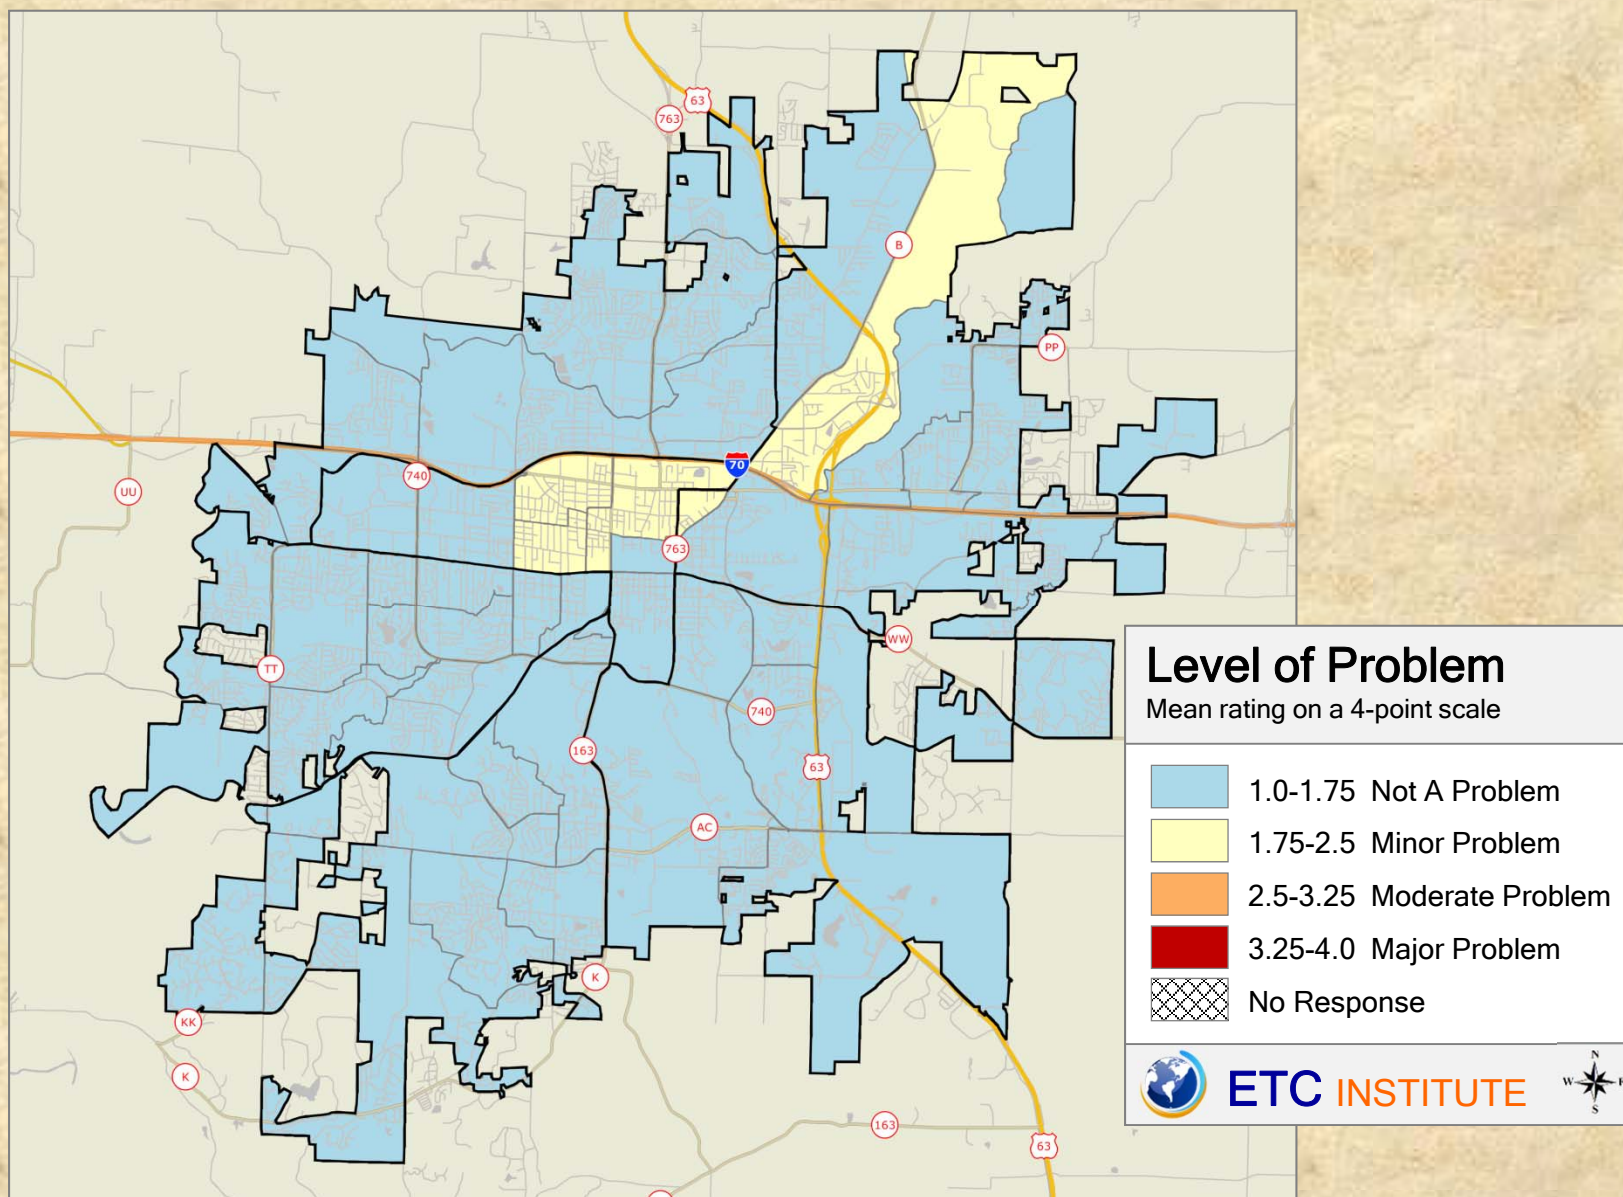 63
763
B
PP
70
740
UU
763
WW
TT
740
163
63
AC
K
KK
K
163
63
Level of Problem
Mean rating on a 4-point scale
1.0-1.75 Not A Problem
1.75-2.5 Minor Problem
2.5-3.25 Moderate Problem
3.25-4.0 Major Problem
No Response
ETC INSTITUTE
N
W
S